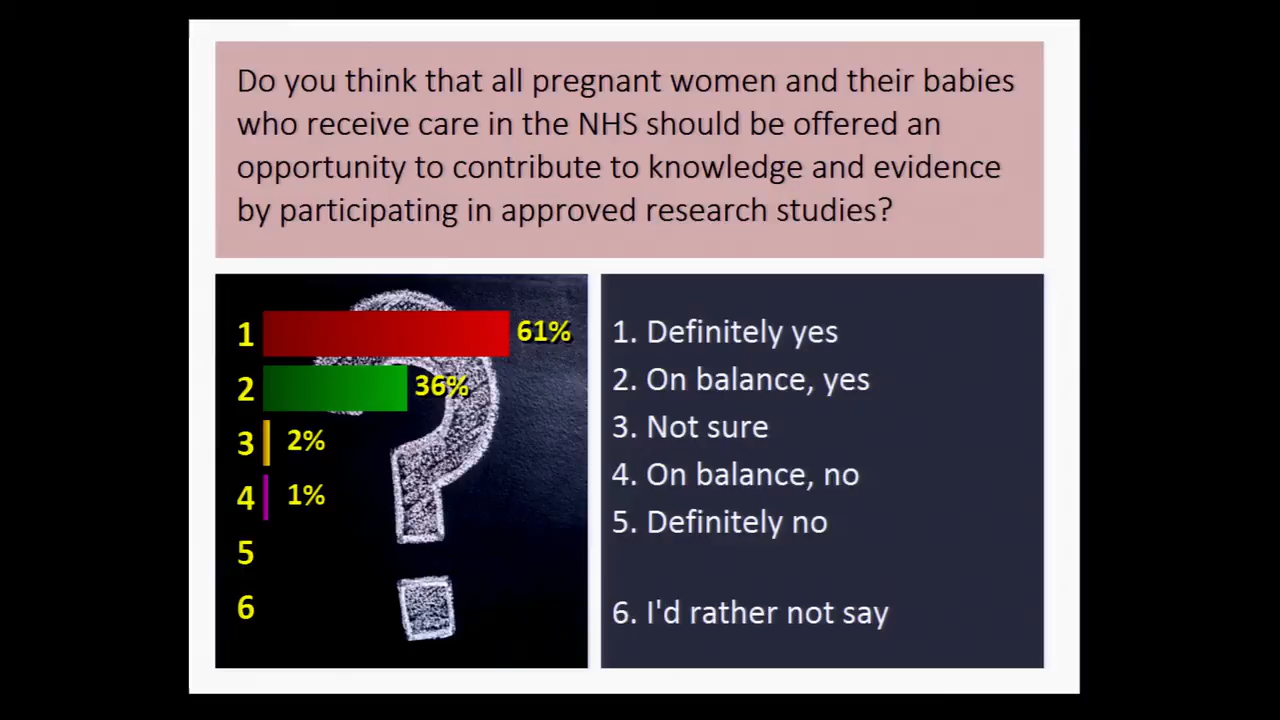 Do you think that all pregnant women and their babies
who receive care in the NHS should be offered an
opportunity to contribute to knowledge and evidence
by participating in approved research studies?
1 61%
2 36%
3 2%
4 1%
5
6
1. Definitely yes
2. On balance, yes
3. Not sure
4. On balance, no
5. Definitely no
6. I'd rather not say